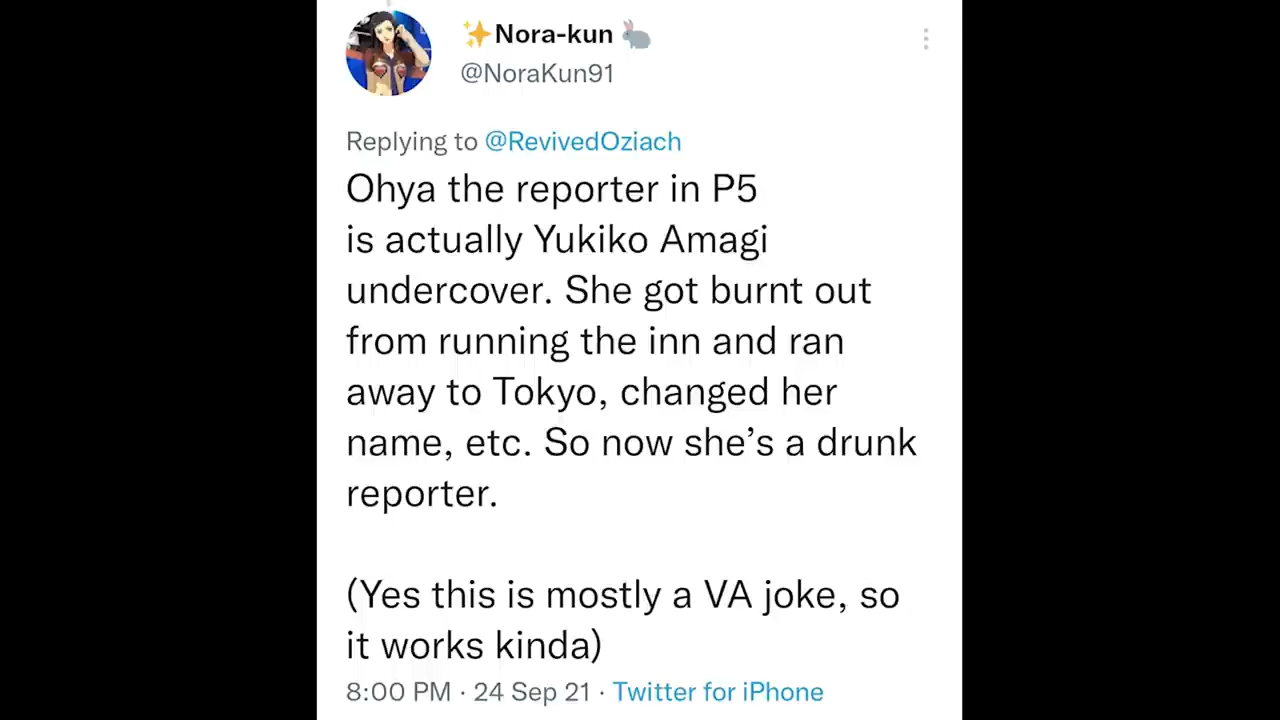 ✨Nora-kun 🐇
@NoraKun91
Replying to @RevivedOziach
Ohya the reporter in P5
is actually Yukiko Amagi
undercover. She got burnt out
from running the inn and ran
away to Tokyo, changed her
name, etc. So now she’s a drunk
reporter.
(Yes this is mostly a VA joke, so
it works kinda)
8:00 PM · 24 Sep 21 · Twitter for iPhone